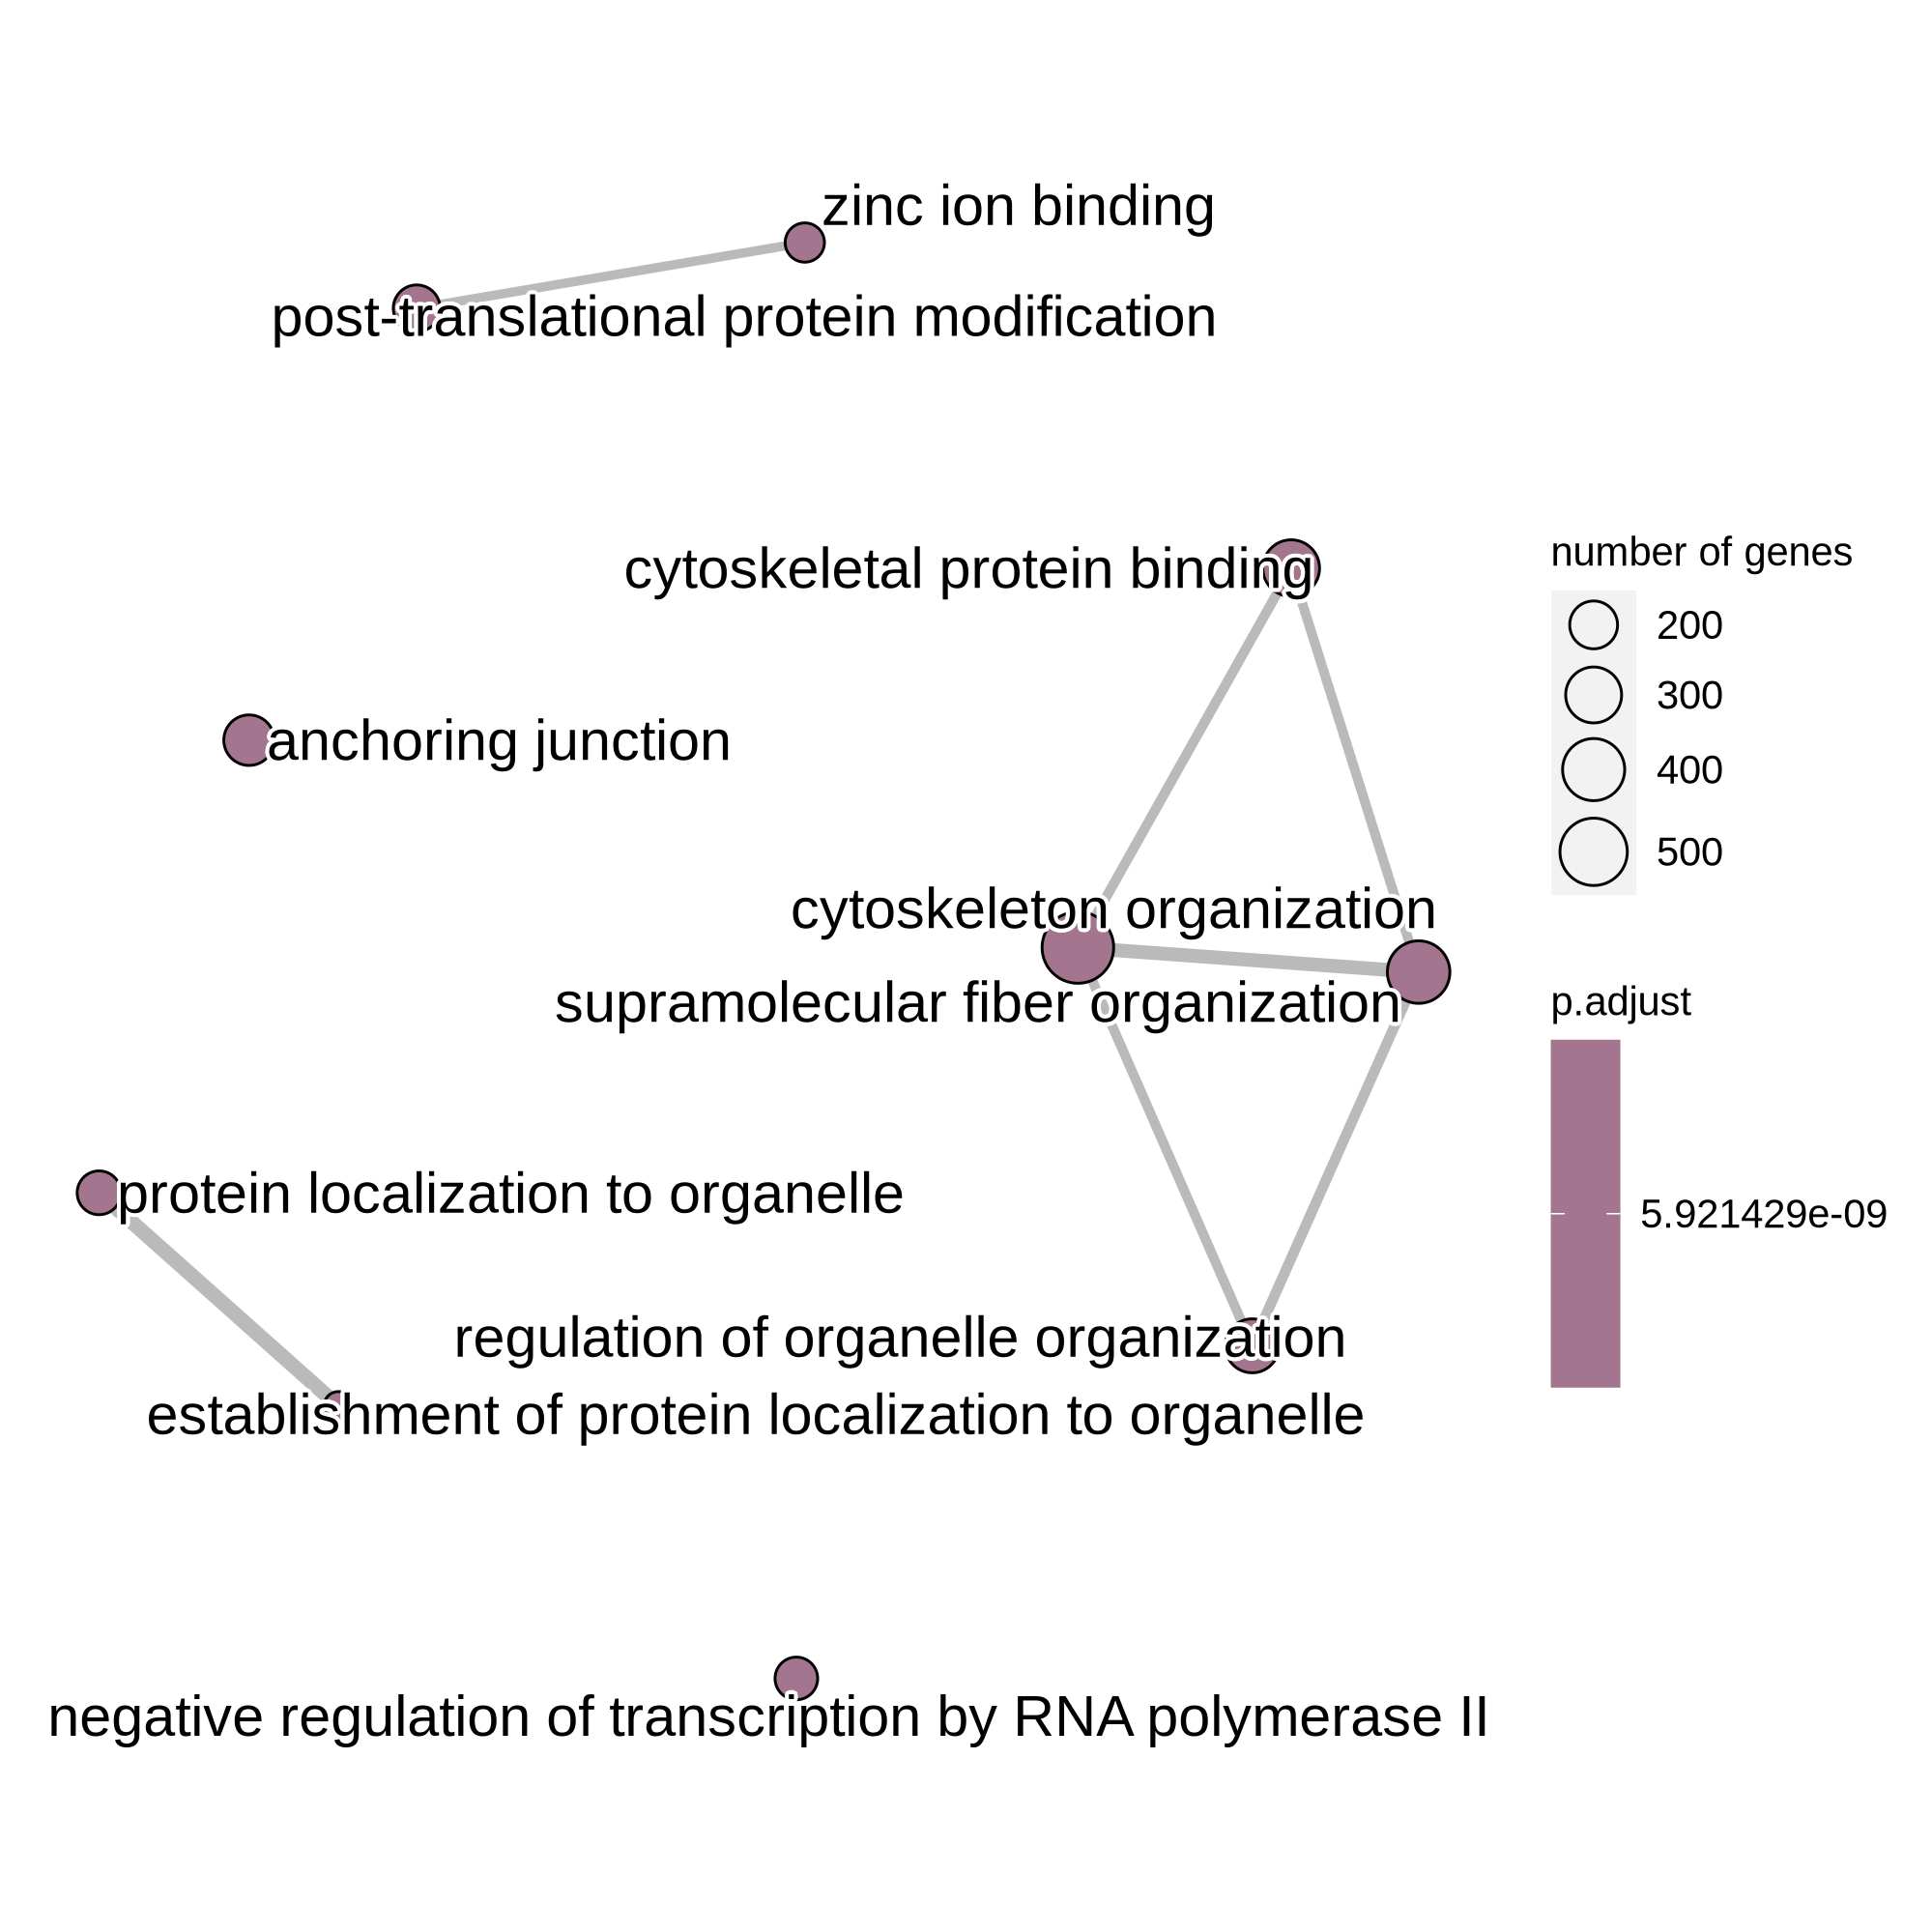 zinc ion binding
post-translational protein modification
cytoskeletal protein binding
anchoring junction
cytoskeleton organization
supramolecular fiber organization
protein localization to organelle
regulation of organelle organization
establishment of protein localization to organelle
negative regulation of transcription by RNA polymerase II
number of genes
200
300
400
500
p.adjust
5.921429e-09